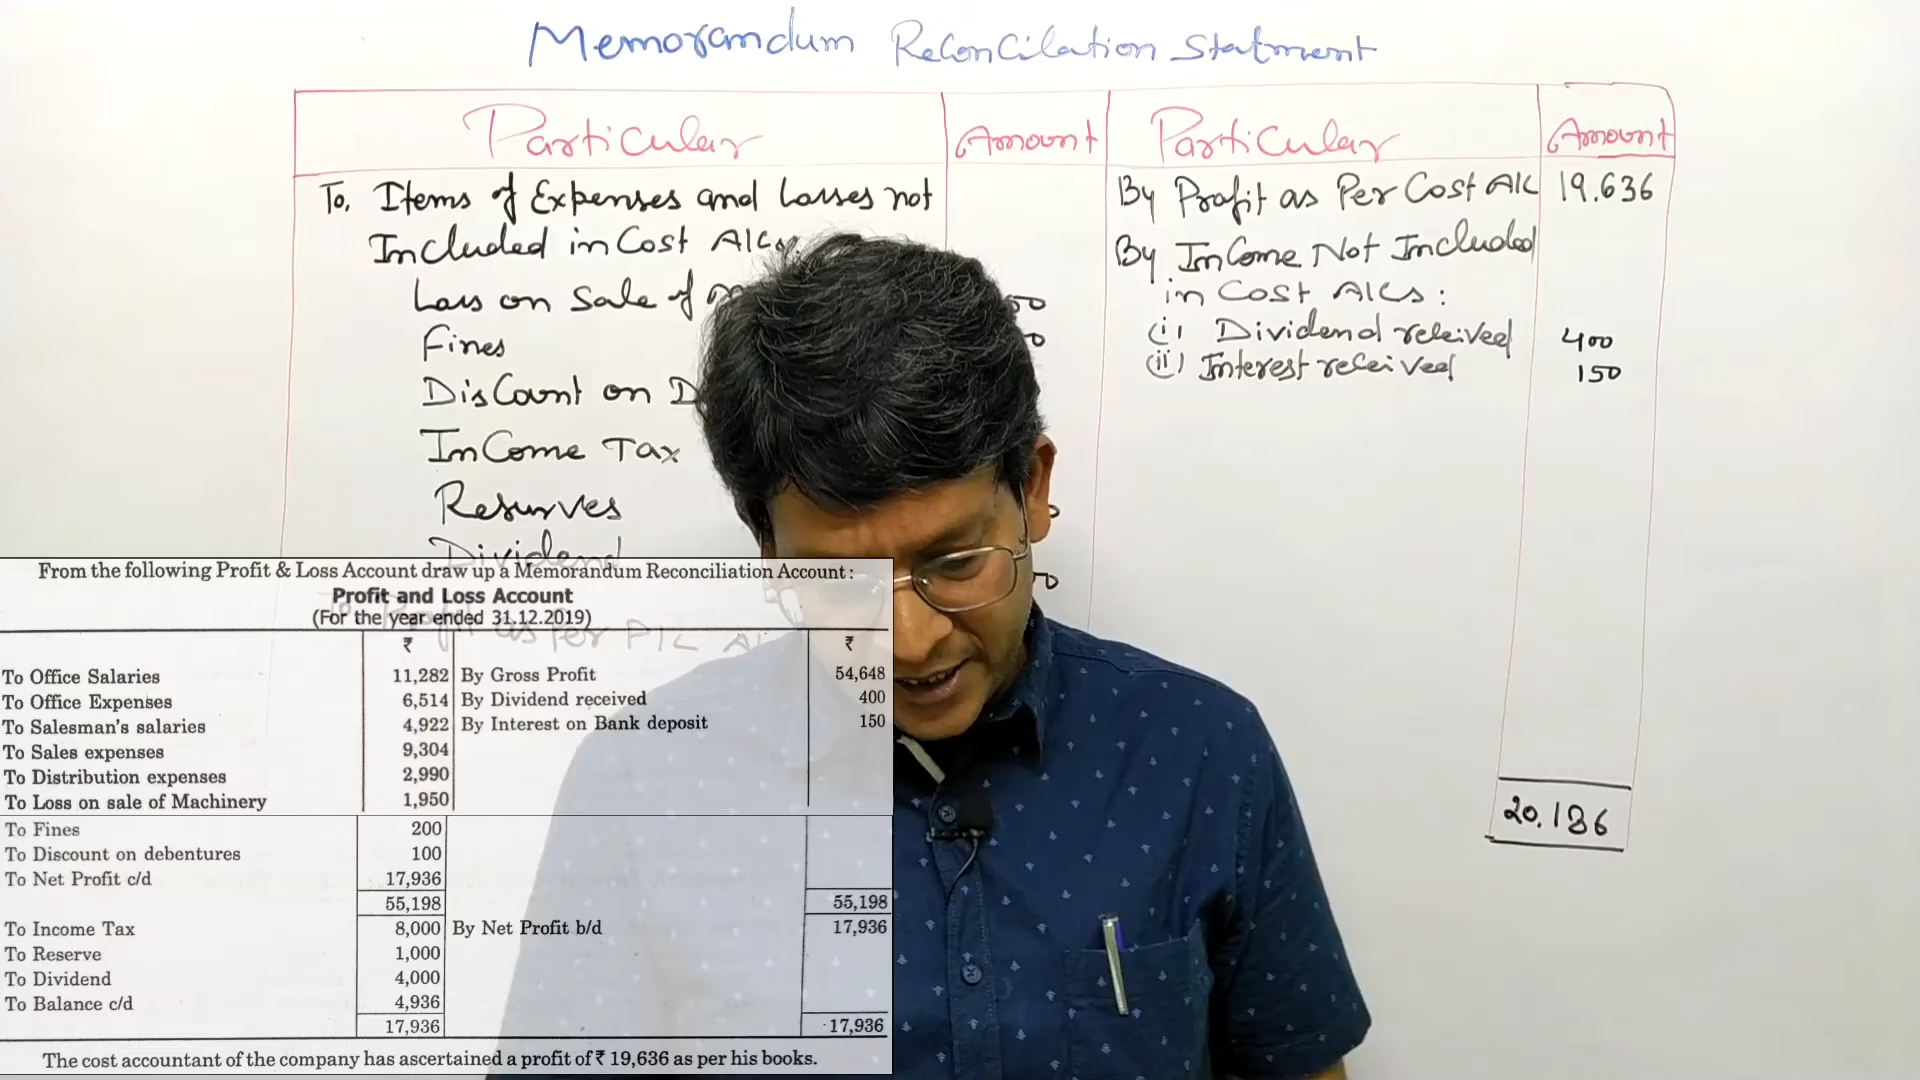 Memorandum Reconcilation Statment
Particular Amount Particular Amount
To, Items of Expenses and Losses not
Included in Cost A/Cs
Loss on Sale of
Fines
DisCount on D
InCome Tax
Reserves
Dividend
To Profit as Per P/L A
By Profit as Per Cost A/C 19.636
By InCome Not Included
in Cost A/Cs :
(i) Dividend received 400
(ii) Interest received 150
20,186
From the following Profit & Loss Account draw up a Memorandum Reconciliation Account :
Profit and Loss Account
(For the year ended 31.12.2019)
₹ ₹
To Office Salaries 11,282 By Gross Profit 54,648
To Office Expenses 6,514 By Dividend received 400
To Salesman's salaries 4,922 By Interest on Bank deposit 150
To Sales expenses 9,304
To Distribution expenses 2,990
To Loss on sale of Machinery 1,950
To Fines 200
To Discount on debentures 100
To Net Profit c/d 17,936
55,198 55,198
To Income Tax 8,000 By Net Profit b/d 17,936
To Reserve 1,000
To Dividend 4,000
To Balance c/d 4,936
17,936 17,936
The cost accountant of the company has ascertained a profit of ₹ 19,636 as per his books.